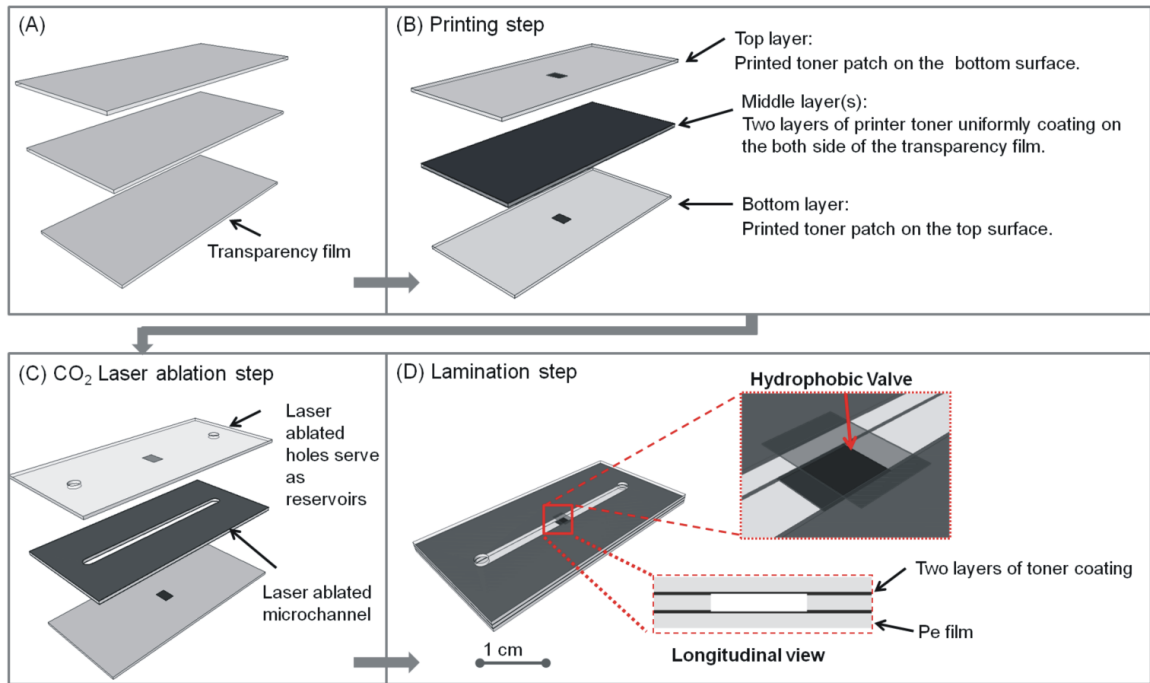 (A)
Transparency film
(B) Printing step
Top layer:
Printed toner patch on the bottom surface.
Middle layer(s):
Two layers of printer toner uniformly coating on
the both side of the transparency film.
Bottom layer:
Printed toner patch on the top surface.
(C) CO₂ Laser ablation step
Laser
ablated
holes serve
as
reservoirs
Laser ablated
microchannel
(D) Lamination step
Hydrophobic Valve
Two layers of toner coating
Pe film
Longitudinal view
1 cm